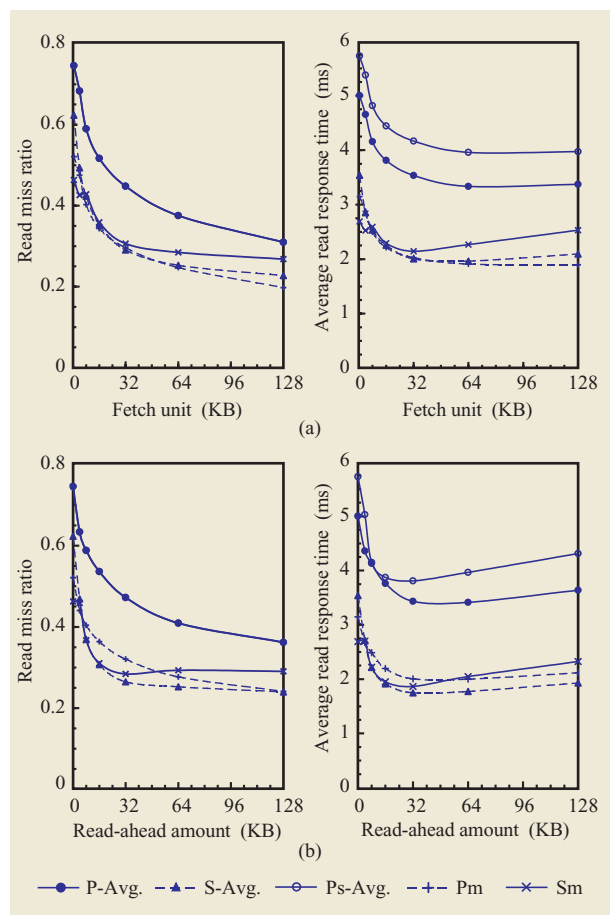 0.8
0.6
0.4
0.2
0
Read miss ratio
0 32 64 96 128
Fetch unit (KB)
6
5
4
3
2
1
0
Average read response time (ms)
0 32 64 96 128
Fetch unit (KB)
(a)
0.8
0.6
0.4
0.2
0
Read miss ratio
0 32 64 96 128
Read-ahead amount (KB)
6
5
4
3
2
1
0
Average read response time (ms)
0 32 64 96 128
Read-ahead amount (KB)
(b)
P-Avg. S-Avg. Ps-Avg. Pm Sm